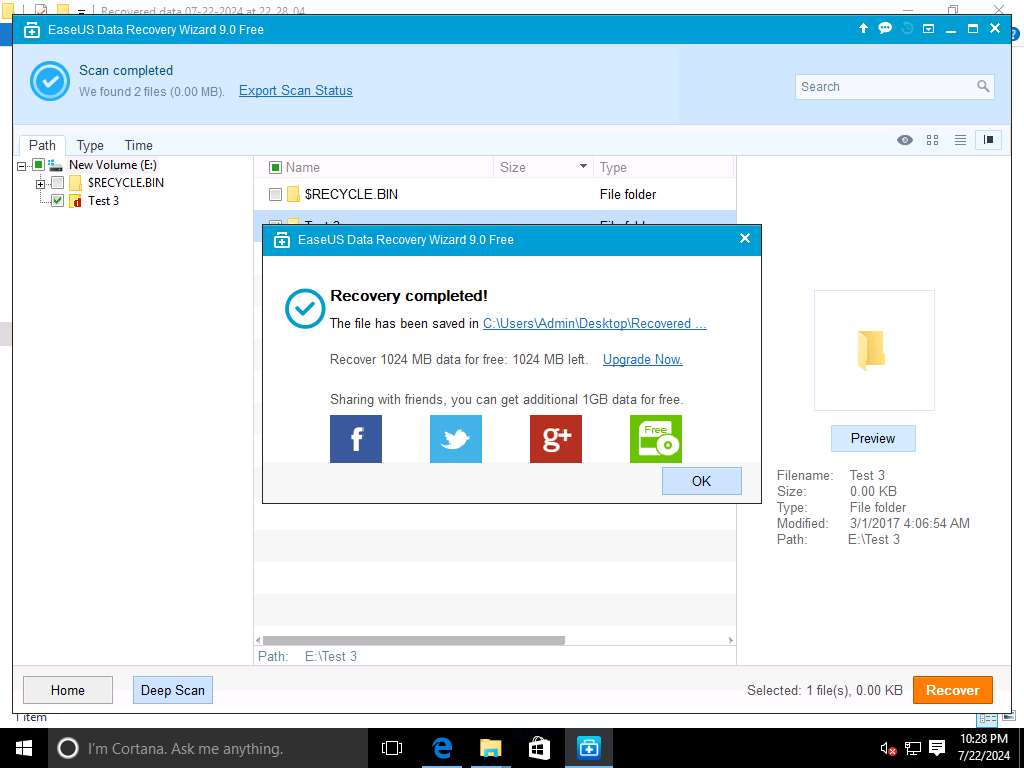 Recovered data 07-22-2024 at 22_28_04
EaseUS Data Recovery Wizard 9.0 Free
Scan completed
We found 2 files (0.00 MB). Export Scan Status
Search
Path Type Time
New Volume (E:)
$RECYCLE.BIN
Test 3
Name Size Type
$RECYCLE.BIN File folder
Test 3 File folder
EaseUS Data Recovery Wizard 9.0 Free
Recovery completed!
The file has been saved in C:\Users\Admin\Desktop\Recovered ...
Recover 1024 MB data for free: 1024 MB left. Upgrade Now.
Sharing with friends, you can get additional 1GB data for free.
f g+ Free
OK
Preview
Filename: Test 3
Size: 0.00 KB
Type: File folder
Modified: 3/1/2017 4:06:54 AM
Path: E:\Test 3
Path: E:\Test 3
Home Deep Scan Selected: 1 file(s), 0.00 KB Recover
1 item
I'm Cortana. Ask me anything.
10:28 PM
7/22/2024